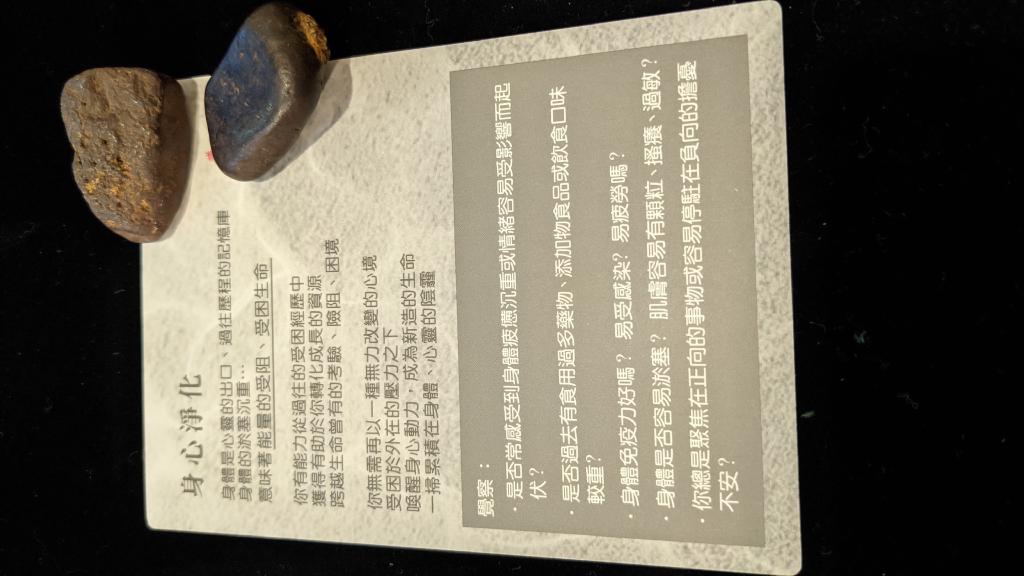 身心淨化
身體是心靈的出口、過往歷程的記憶庫
身體的淤塞沉重…
意味著能量的受阻、受困生命
你有能力從過往的受困經歷中
獲得有助於你轉化成長的資源
跨越生命曾有的考驗、險阻、困境
你無需再以一種無力改變的心境
受困於外在的壓力之下
喚醒身心動力，成為新造的生命
一掃累積在身體、心靈的陰霾
覺察：
·是否常感受到身體疲憊沉重或情緒容易受影響而起
伏？
·是否過去有食用過多藥物、添加物食品或飲食口味
較重？
·身體免疫力好嗎？易受感染？易疲勞嗎？
·身體是否容易淤塞？肌膚容易有顆粒、搔癢、過敏？
·你總是聚焦在正向的事物或容易停駐在負向的擔憂
不安？